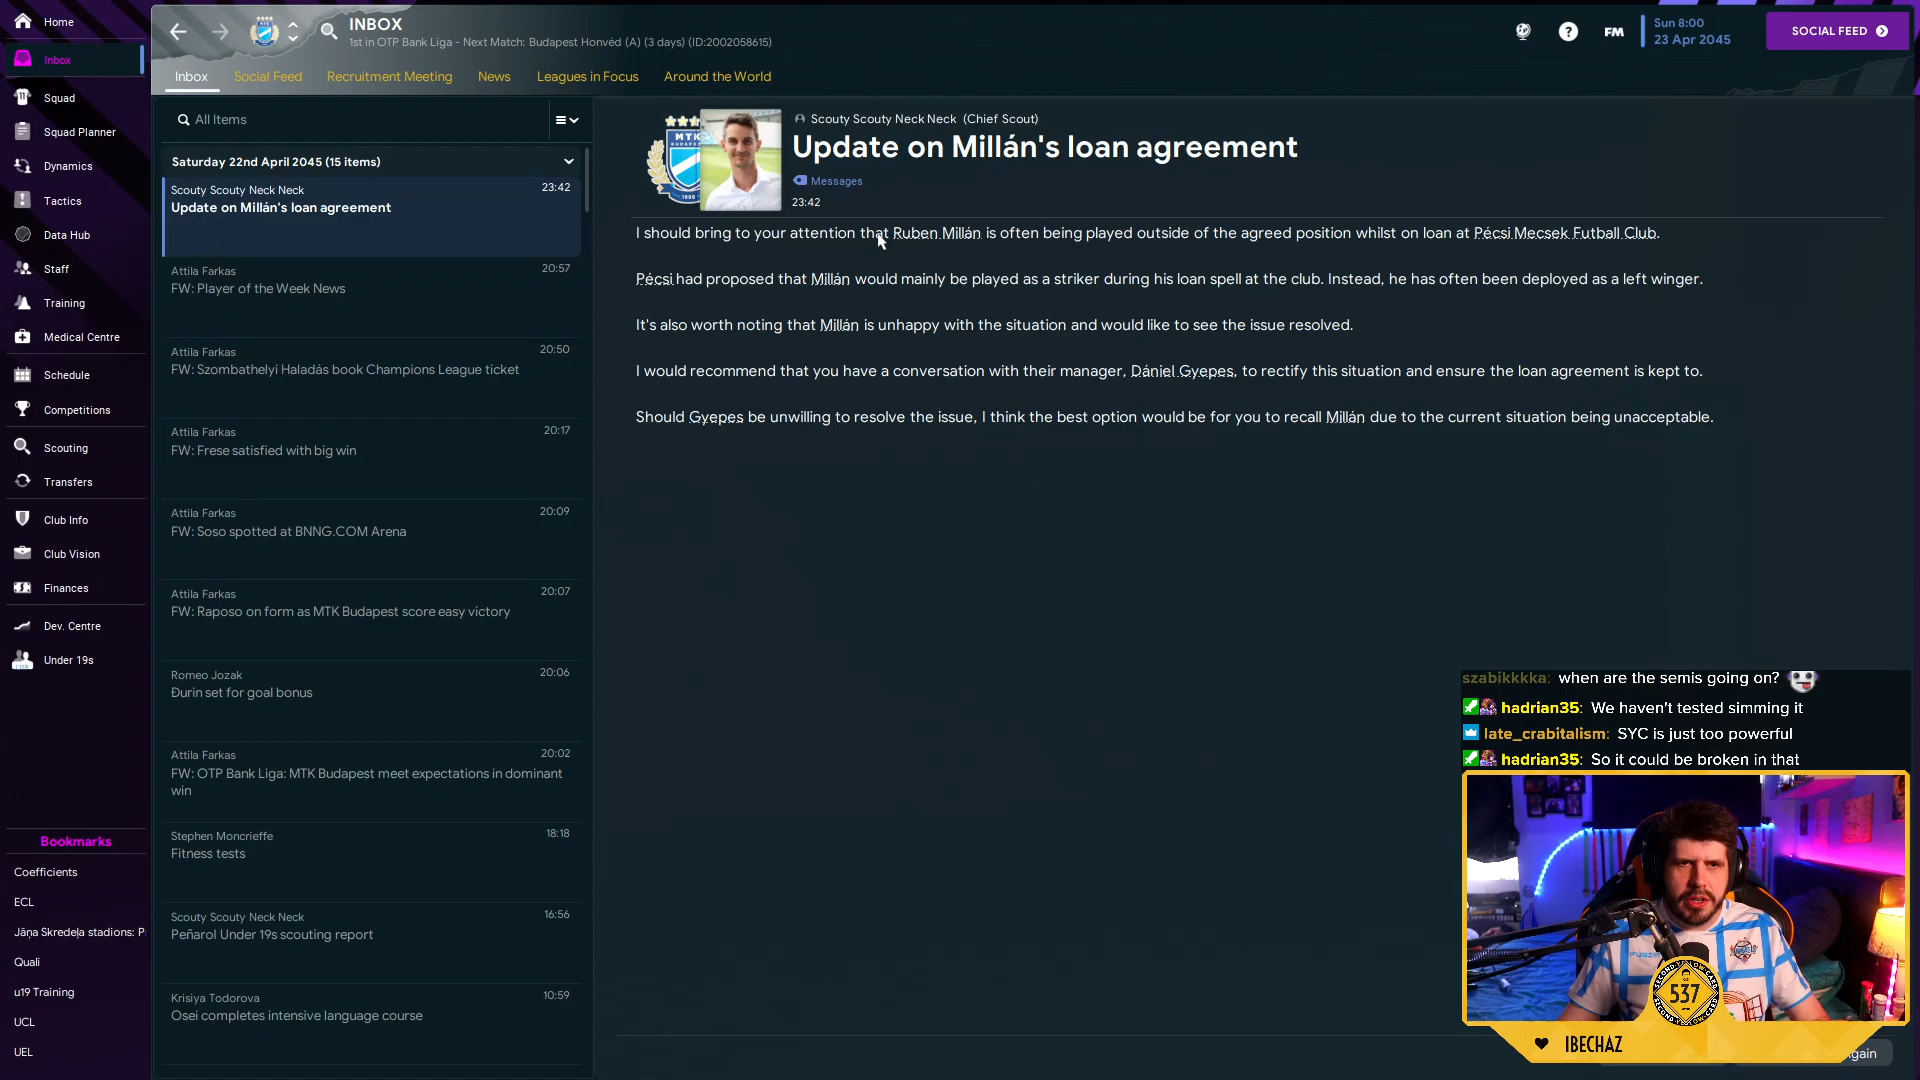 Home
Inbox
Squad
Squad Planner
Dynamics
Tactics
Data Hub
Staff
Training
Medical Centre
Schedule
Competitions
Scouting
Transfers
Club Info
Club Vision
Finances
Dev. Centre
Under 19s
Bookmarks
Coefficients
ECL
Jāņa Skredeļa stadions: P
Quali
u19 Training
UCL
UEL
INBOX
1st in OTP Bank Liga - Next Match: Budapest Honvéd (A) (3 days) (ID:2002058615)
FM
Sun 8:00
23 Apr 2045
SOCIAL FEED
Inbox Social Feed Recruitment Meeting News Leagues in Focus Around the World
All Items
Saturday 22nd April 2045 (15 items)
Scouty Scouty Neck Neck 23:42
Update on Millán's loan agreement
Attila Farkas 20:57
FW: Player of the Week News
Attila Farkas 20:50
FW: Szombathelyi Haladás book Champions League ticket
Attila Farkas 20:17
FW: Frese satisfied with big win
Attila Farkas 20:09
FW: Soso spotted at BNNG.COM Arena
Attila Farkas 20:07
FW: Raposo on form as MTK Budapest score easy victory
Romeo Jozak 20:06
Đurin set for goal bonus
Attila Farkas 20:02
FW: OTP Bank Liga: MTK Budapest meet expectations in dominant
win
Stephen Moncrieffe 18:18
Fitness tests
Scouty Scouty Neck Neck 16:56
Peñarol Under 19s scouting report
Krisiya Todorova 10:59
Osei completes intensive language course
MTK
1888
Scouty Scouty Neck Neck (Chief Scout)
Update on Millán's loan agreement
Messages
23:42
I should bring to your attention that Ruben Millán is often being played outside of the agreed position whilst on loan at Pécsi Mecsek Futball Club.
Pécsi had proposed that Millán would mainly be played as a striker during his loan spell at the club. Instead, he has often been deployed as a left winger.
It's also worth noting that Millán is unhappy with the situation and would like to see the issue resolved.
I would recommend that you have a conversation with their manager, Dániel Gyepes, to rectify this situation and ensure the loan agreement is kept to.
Should Gyepes be unwilling to resolve the issue, I think the best option would be for you to recall Millán due to the current situation being unacceptable.
szabikkkka: when are the semis going on?
hadrian35: We haven't tested simming it
late_crabitalism: SYC is just too powerful
hadrian35: So it could be broken in that
SECOND YELLOW CARD
537
SECOND YELLOW CARD
IBECHAZ
gain